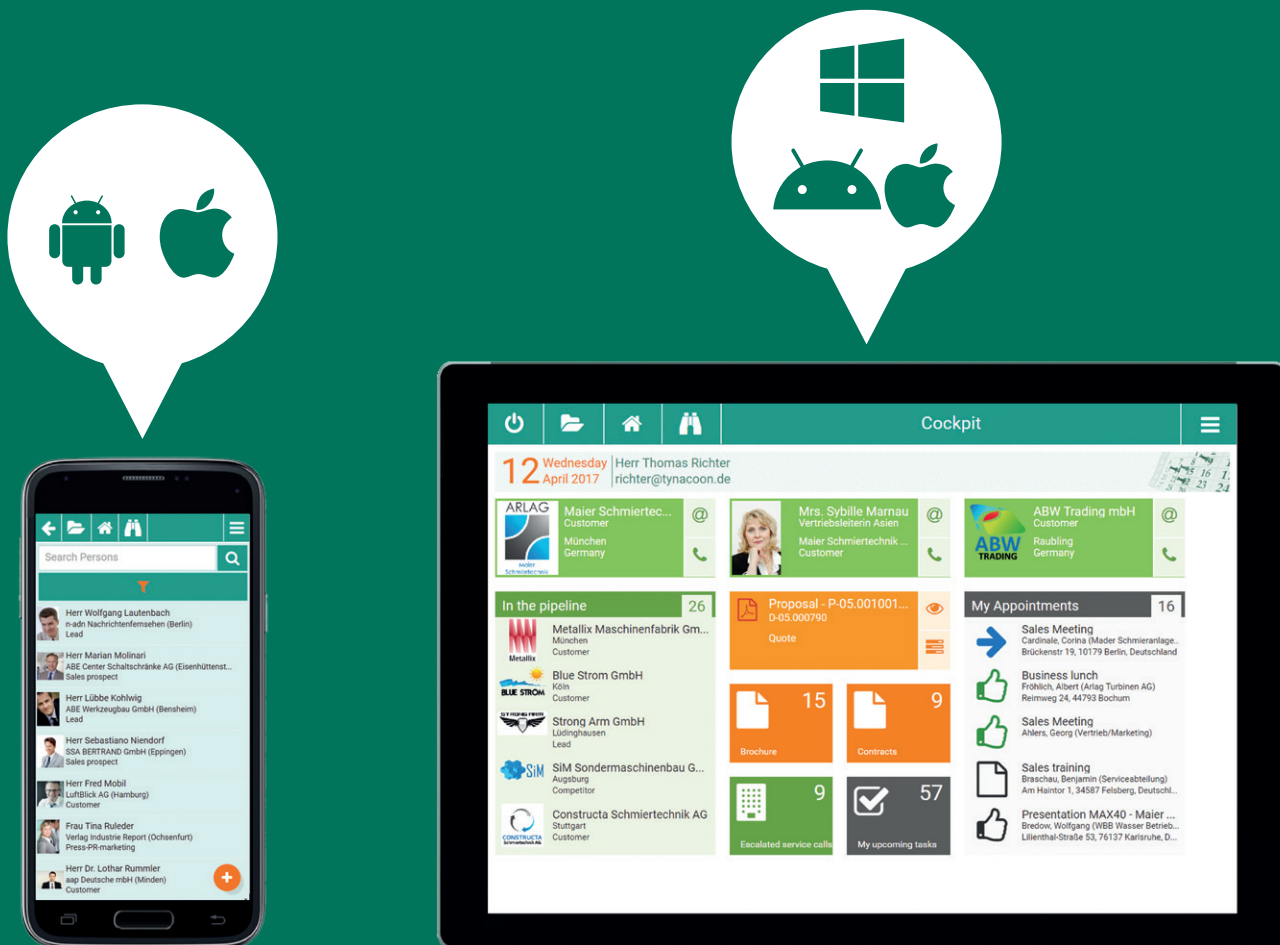 Search Persons
Herr Wolfgang Lautenbach
n-adn Nachrichtenfernsehen (Berlin)
Lead
Herr Marian Molinari
ABE Center Schaltschränke AG (Eisenhüttenst...
Sales prospect
Herr Lübbe Kohlwig
ABE Werkzeugbau GmbH (Bensheim)
Lead
Herr Sebastiano Niendorf
SSA BERTRAND GmbH (Eppingen)
Sales prospect
Herr Fred Mobil
LuftBlick AG (Hamburg)
Customer
Frau Tina Ruleder
Verlag Industrie Report (Ochsenfurt)
Press-PR-marketing
Herr Dr. Lothar Rummler
aap Deutsche mbH (Minden)
Customer
Cockpit
12 Wednesday
April 2017
Herr Thomas Richter
richter@tynacoon.de
16
23 24
ARLAG
Maier
Schmiertechnik
Maier Schmiertec...
Customer
München
Germany
@
Mrs. Sybille Marnau
Vertriebsleiterin Asien
Maier Schmiertechnik ...
Customer
@
ABW
TRADING
ABW Trading mbH
Customer
Raubling
Germany
@
In the pipeline 26
Metallix
Metallix Maschinenfabrik Gm...
München
Customer
BLUE STROM
Blue Strom GmbH
Köln
Customer
STRONG FIRM
Strong Arm GmbH
Lüdinghausen
Lead
SiM
SiM Sondermaschinenbau G...
Augsburg
Competitor
CONSTRUCTA
Schmiertechnik AG
Constructa Schmiertechnik AG
Stuttgart
Customer
Proposal - P-05.001001...
D-05.000790
Quote
15
Brochure
9
Contracts
9
Escalated service calls
57
My upcoming tasks
My Appointments 16
Sales Meeting
Cardinale, Corina (Mader Schmieranlage..
Brückenstr 19, 10179 Berlin, Deutschland
Business lunch
Fröhlich, Albert (Arlag Turbinen AG)
Reimweg 24, 44793 Bochum
Sales Meeting
Ahlers, Georg (Vertrieb/Marketing)
Sales training
Braschau, Benjamin (Serviceabteilung)
Am Haintor 1, 34587 Felsberg, Deutschl...
Presentation MAX40 - Maier ...
Bredow, Wolfgang (WBB Wasser Betrieb...
Lilienthal-Straße 53, 76137 Karlsruhe, D...